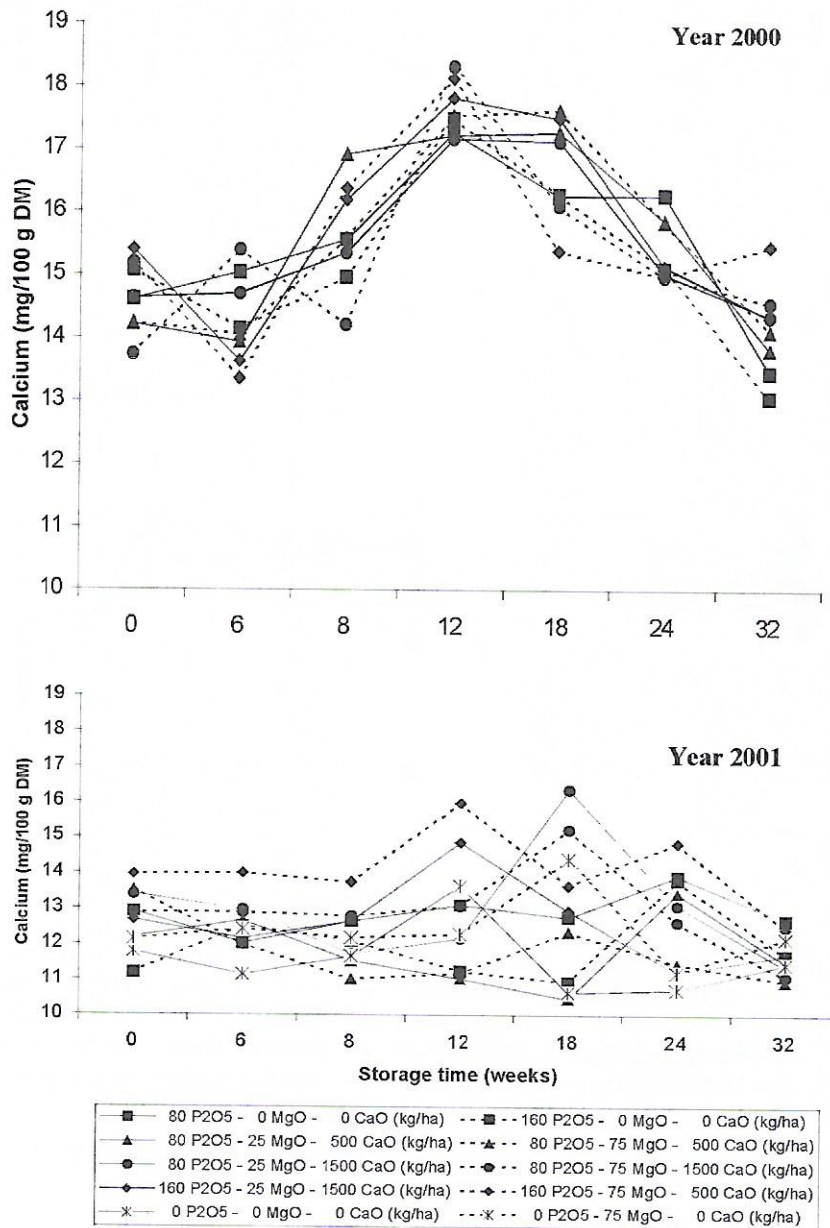 Year 2000
Calcium (mg/100 g DM)
19
18
17
16
15
14
13
12
11
10
0 6 8 12 18 24 32
Year 2001
Calcium (mg/100 g DM)
19
18
17
16
15
14
13
12
11
10
0 6 8 12 18 24 32
Storage time (weeks)
80 P2O5 - 0 MgO - 0 CaO (kg/ha)
160 P2O5 - 0 MgO - 0 CaO (kg/ha)
80 P2O5 - 25 MgO - 500 CaO (kg/ha)
80 P2O5 - 75 MgO - 500 CaO (kg/ha)
80 P2O5 - 25 MgO - 1500 CaO (kg/ha)
80 P2O5 - 75 MgO - 1500 CaO (kg/ha)
160 P2O5 - 25 MgO - 1500 CaO (kg/ha)
160 P2O5 - 75 MgO - 500 CaO (kg/ha)
0 P2O5 - 0 MgO - 0 CaO (kg/ha)
0 P2O5 - 75 MgO - 0 CaO (kg/ha)